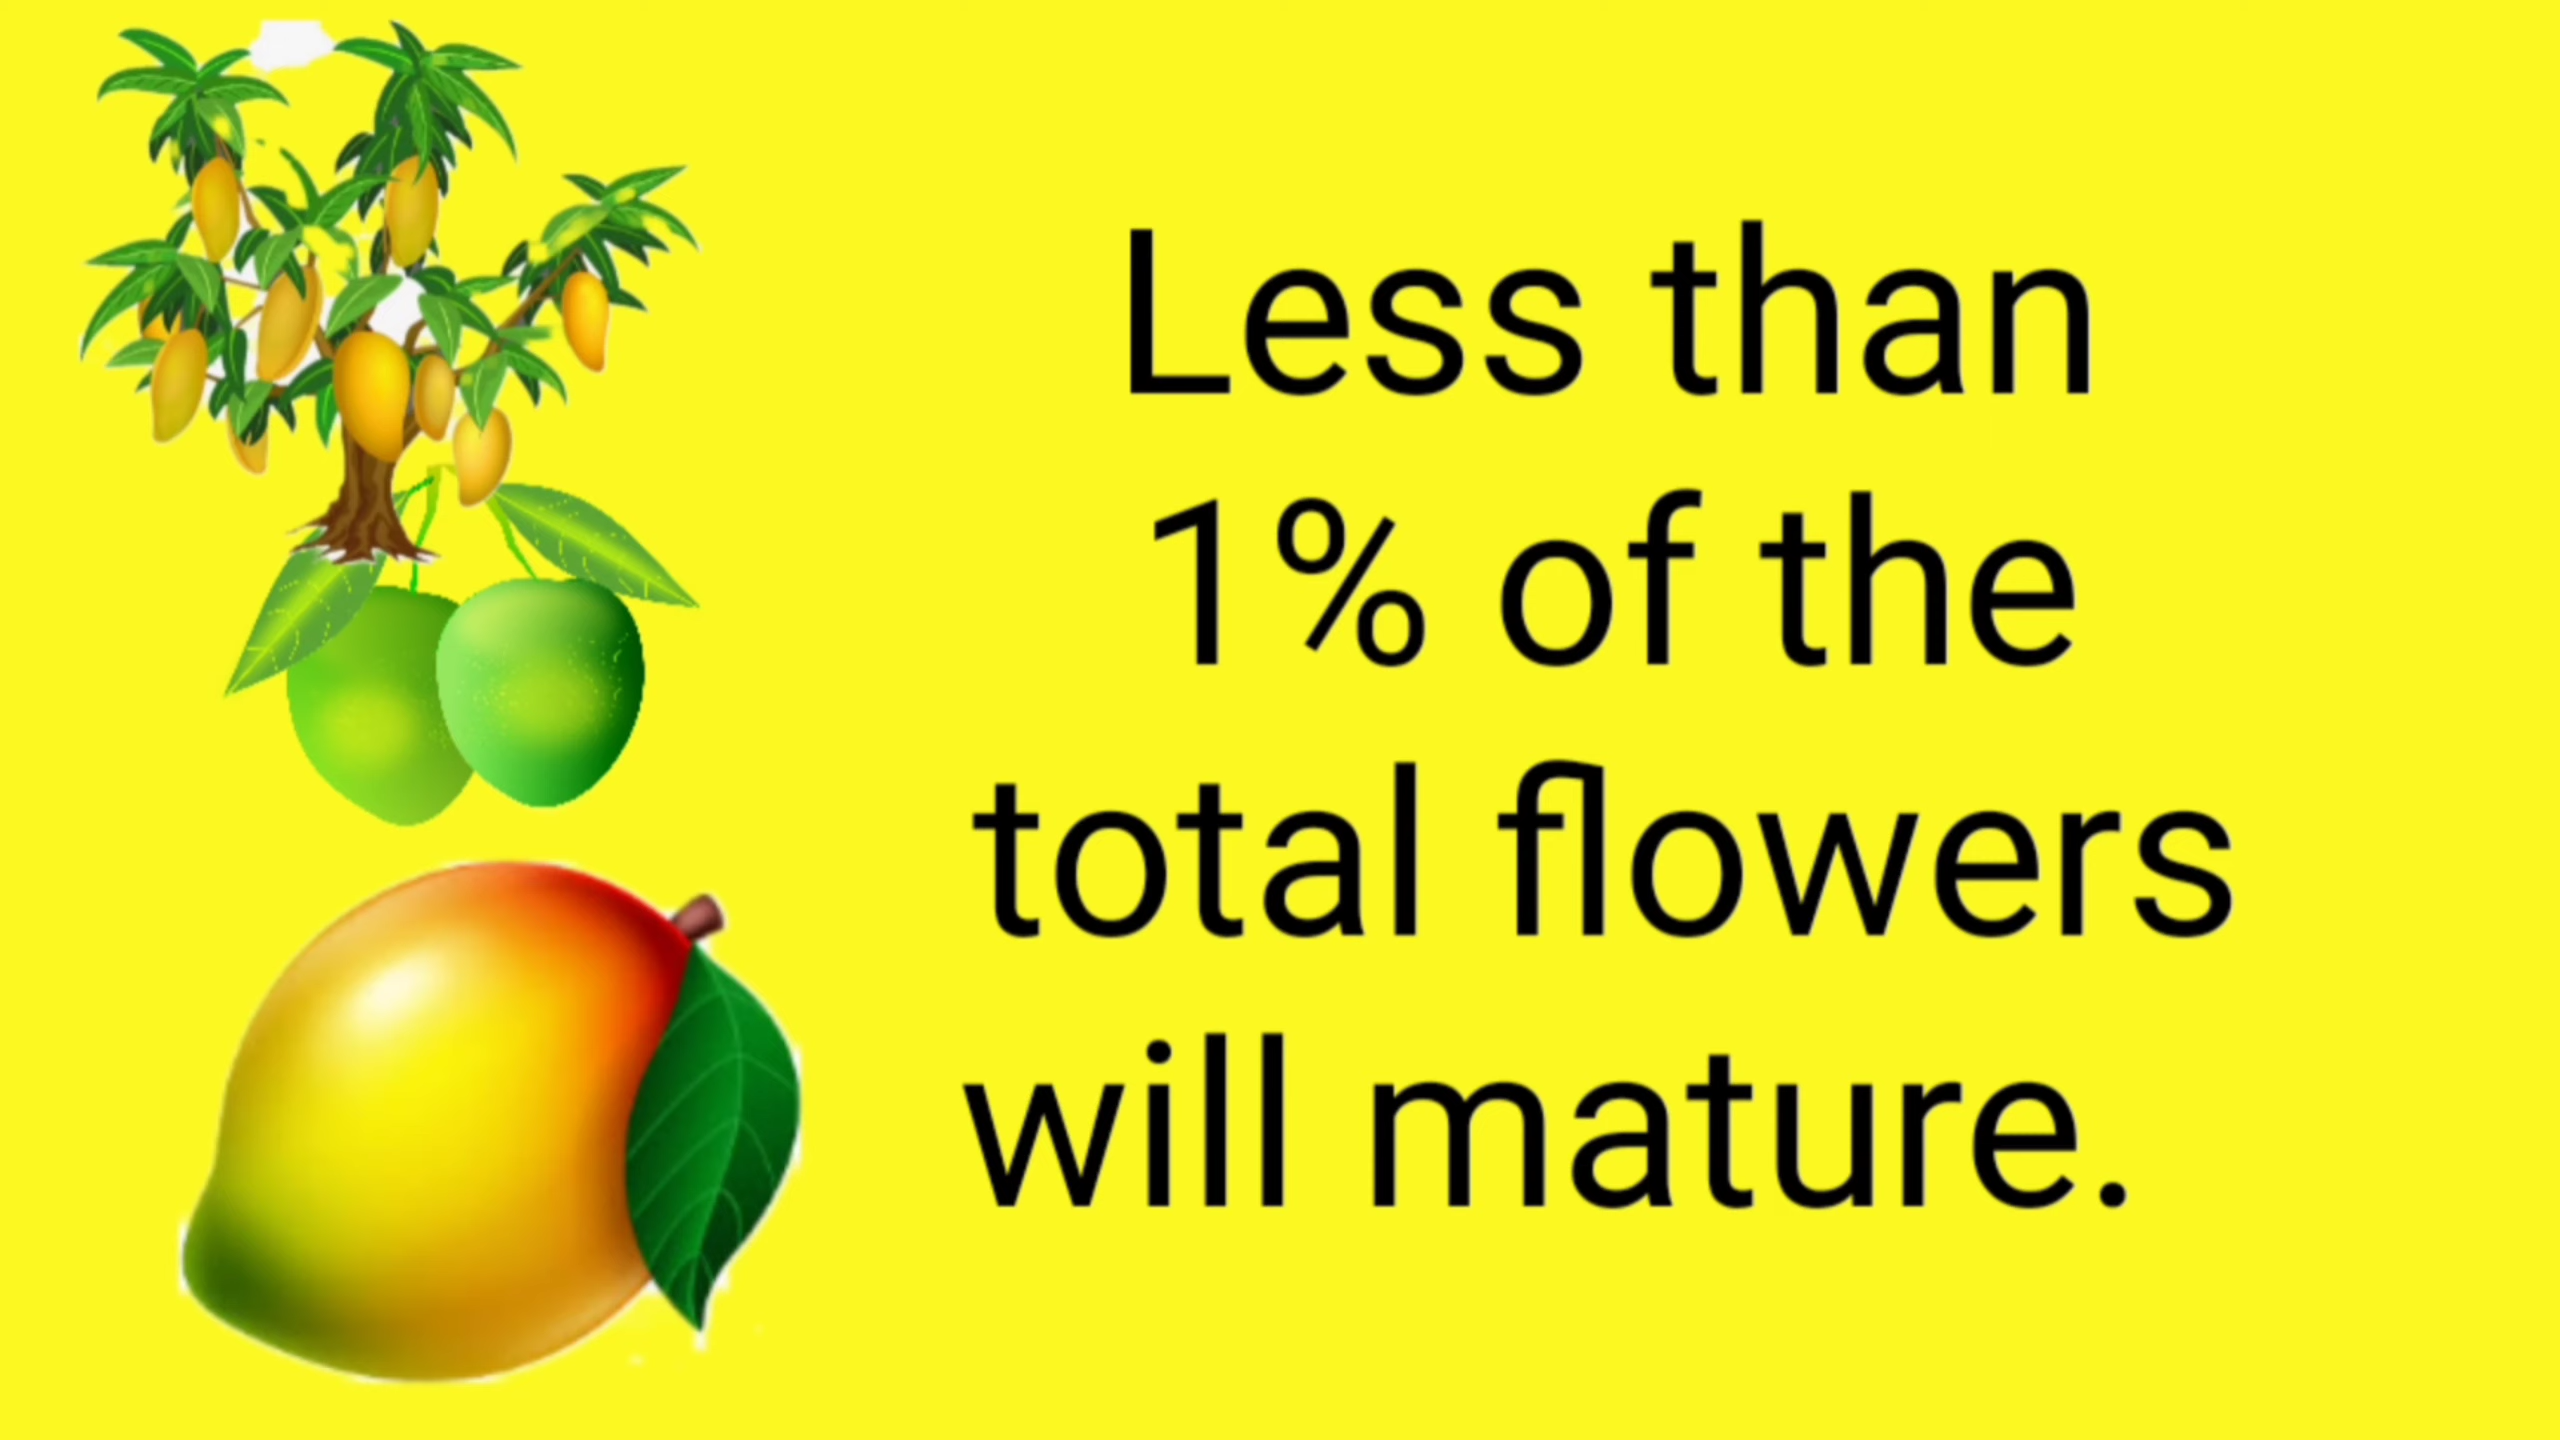 Less than
1% of the
total flowers
will mature.